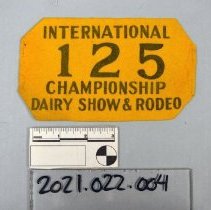 INTERNATIONAL
125
CHAMPIONSHIP
DAIRY SHOW & RODEO
2021.022.004